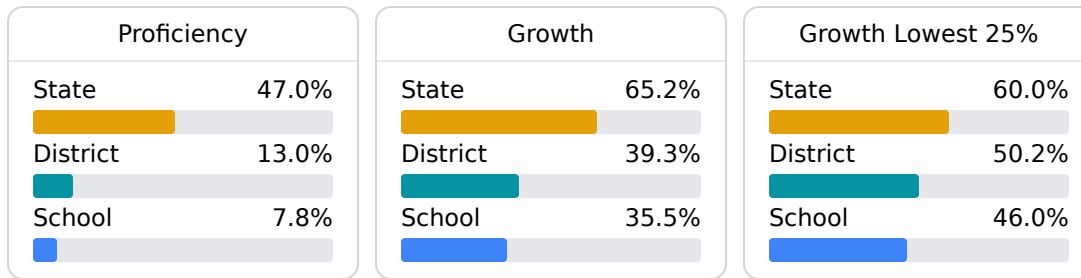 Proficiency
State 47.0%
District 13.0%
School 7.8%
Growth
State 65.2%
District 39.3%
School 35.5%
Growth Lowest 25%
State 60.0%
District 50.2%
School 46.0%